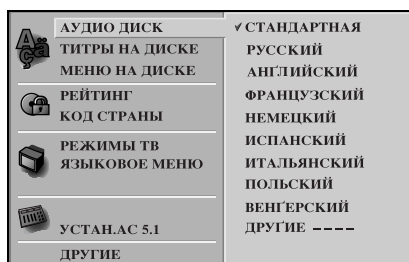 АУДИО ДИСК
ТИТРЫ НА ДИСКЕ
МЕНЮ НА ДИСКЕ
РЕЙТИНГ
КОД СТРАНЫ
РЕЖИМЫ ТВ
ЯЗЫКОВОЕ МЕНЮ
УСТАН.АС 5.1
ДРУГИЕ
✓ СТАНДАРТНАЯ
РУССКИЙ
АНГЛИЙСКИЙ
ФРАНЦУЗСКИЙ
НЕМЕЦКИЙ
ИСПАНСКИЙ
ИТАЛЬЯНСКИЙ
ПОЛЬСКИЙ
ВЕНГЕРСКИЙ
ДРУГИЕ ----